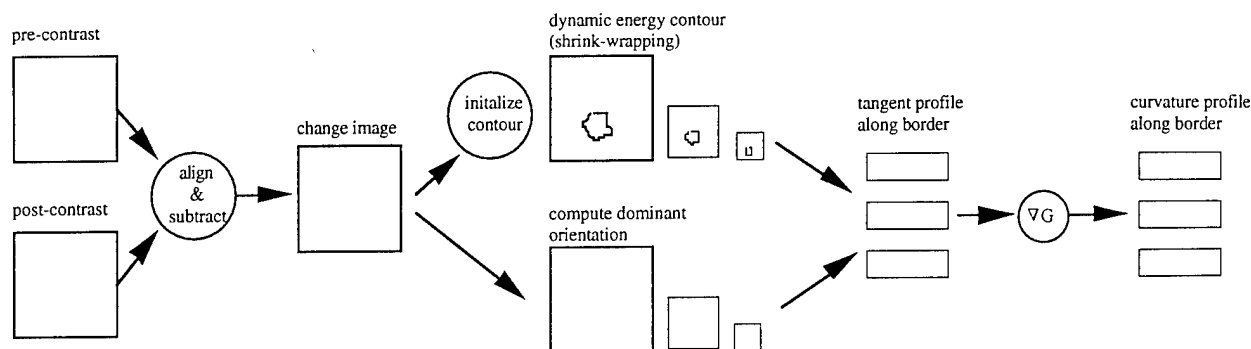 pre-contrast
post-contrast
align
&
subtract
change image
initalize
contour
dynamic energy contour
(shrink-wrapping)
compute dominant
orientation
tangent profile
along border
∇G
curvature profile
along border